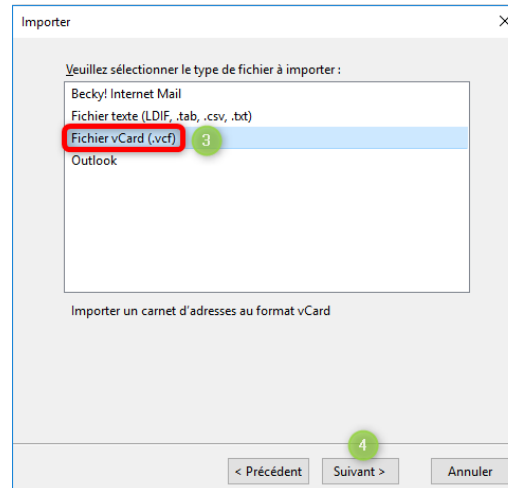 Importer
Veuillez sélectionner le type de fichier à importer :
Becky! Internet Mail
Fichier texte (LDIF, .tab, .csv, .txt)
Fichier vCard (.vcf) 3
Outlook
Importer un carnet d'adresses au format vCard
4
< Précédent Suivant > Annuler